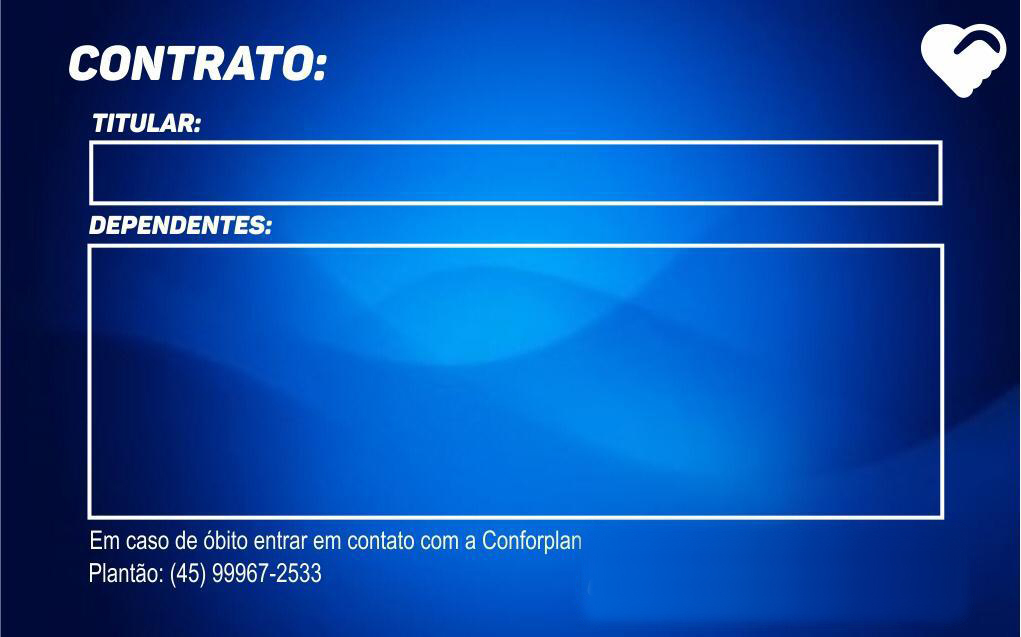 CONTRATO:
TITULAR:
DEPENDENTES:
Em caso de óbito entrar em contato com a Conforplan
Plantão: (45) 99967-2533